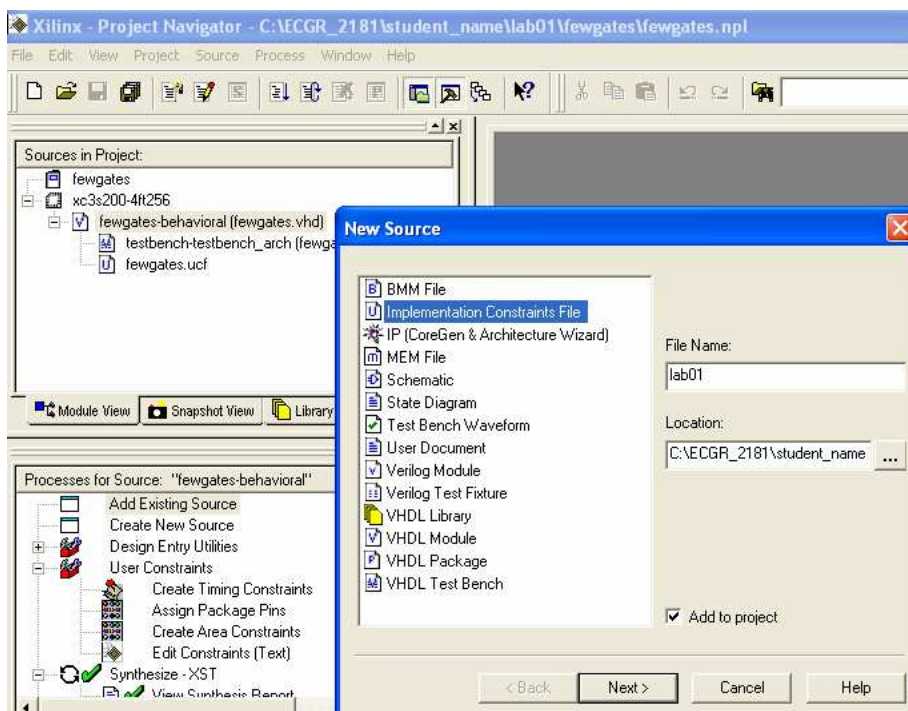 Xilinx - Project Navigator - C:\ECGR_2181\student_name\lab01\fewgates\fewgates.npl
File Edit View Project Source Process Window Help
Sources in Project:
fewgates
xc3s200-4ft256
fewgates-behavioral (fewgates.vhd)
testbench-testbench_arch (fewga
fewgates.ucf
Module View Snapshot View Library
Processes for Source: "fewgates-behavioral"
Add Existing Source
Create New Source
Design Entry Utilities
User Constraints
Create Timing Constraints
Assign Package Pins
Create Area Constraints
Edit Constraints (Text)
Synthesize - XST
View Synthesis Report
New Source
BMM File
Implementation Constraints File
IP (CoreGen & Architecture Wizard)
MEM File
Schematic
State Diagram
Test Bench Waveform
User Document
Verilog Module
Verilog Test Fixture
VHDL Library
VHDL Module
VHDL Package
VHDL Test Bench
File Name:
lab01
Location:
C:\ECGR_2181\student_name ...
Add to project
< Back Next > Cancel Help